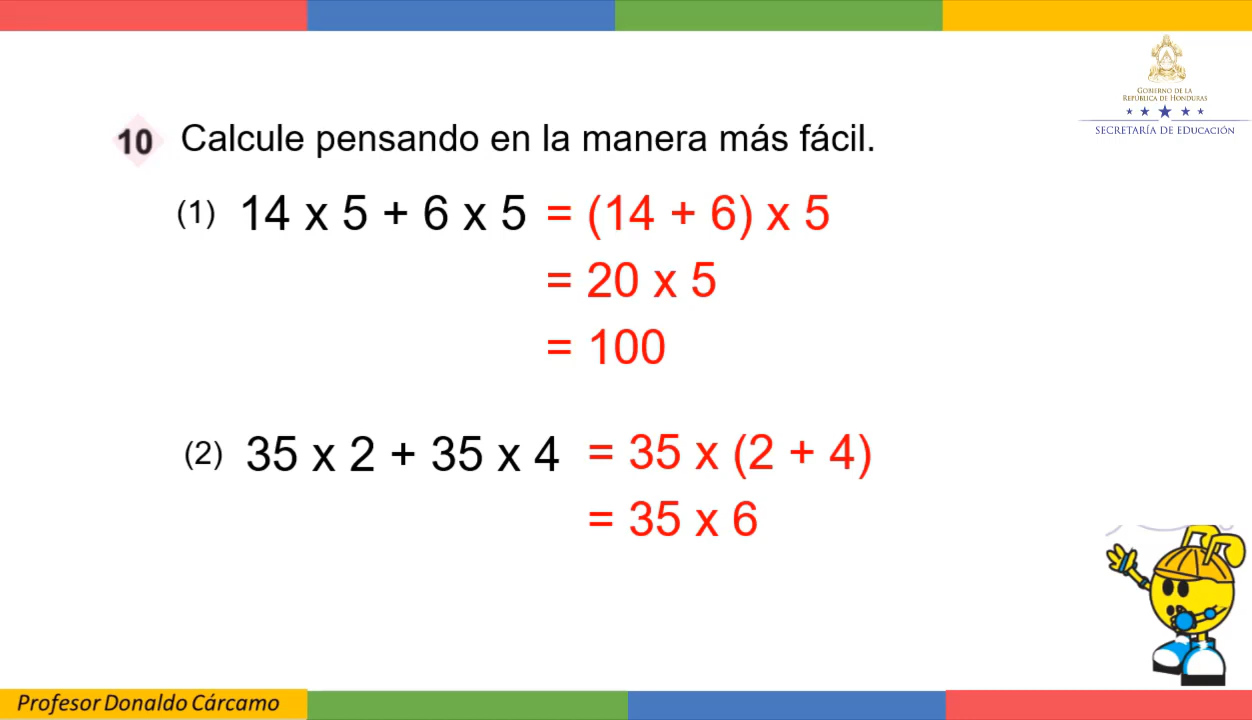 GOBIERNO DE LA
REPÚBLICA DE HONDURAS
SECRETARÍA DE EDUCACIÓN
10 Calcule pensando en la manera más fácil.
(1) 14 x 5 + 6 x 5 = (14 + 6) x 5
= 20 x 5
= 100
(2) 35 x 2 + 35 x 4 = 35 x (2 + 4)
= 35 x 6
Profesor Donaldo Cárcamo